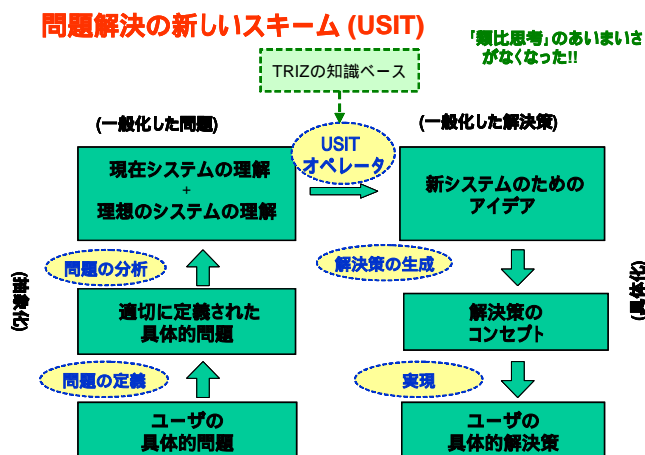 問題解決の新しいスキーム (USIT)
「類比思考」のあいまいさ
がなくなった!!
TRIZの知識ベース
(一般化した問題)
(一般化した解決策)
USIT
オペレータ
現在システムの理解
+
理想のシステムの理解
新システムのための
アイデア
問題の分析
解決策の生成
(抽象化)
(具体化)
適切に定義された
具体的問題
解決策の
コンセプト
問題の定義
実現
ユーザの
具体的問題
ユーザの
具体的解決策